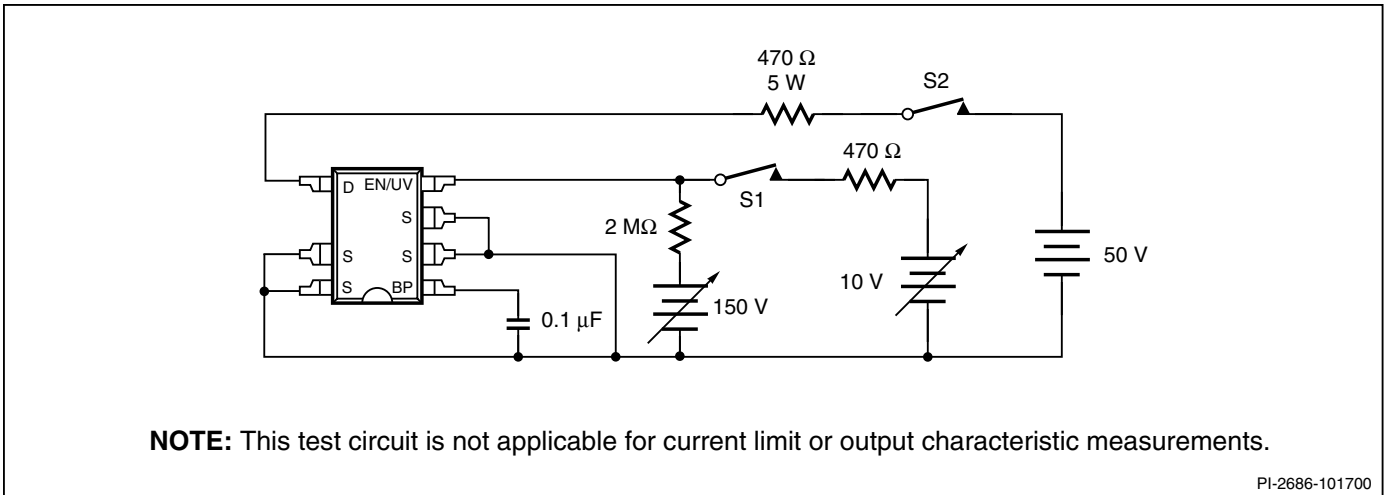 470 Ω
5 W
S2
470 Ω
S1
D EN/UV
S
S S
S BP
2 MΩ
150 V
10 V
50 V
0.1 μF
NOTE: This test circuit is not applicable for current limit or output characteristic measurements.
PI-2686-101700